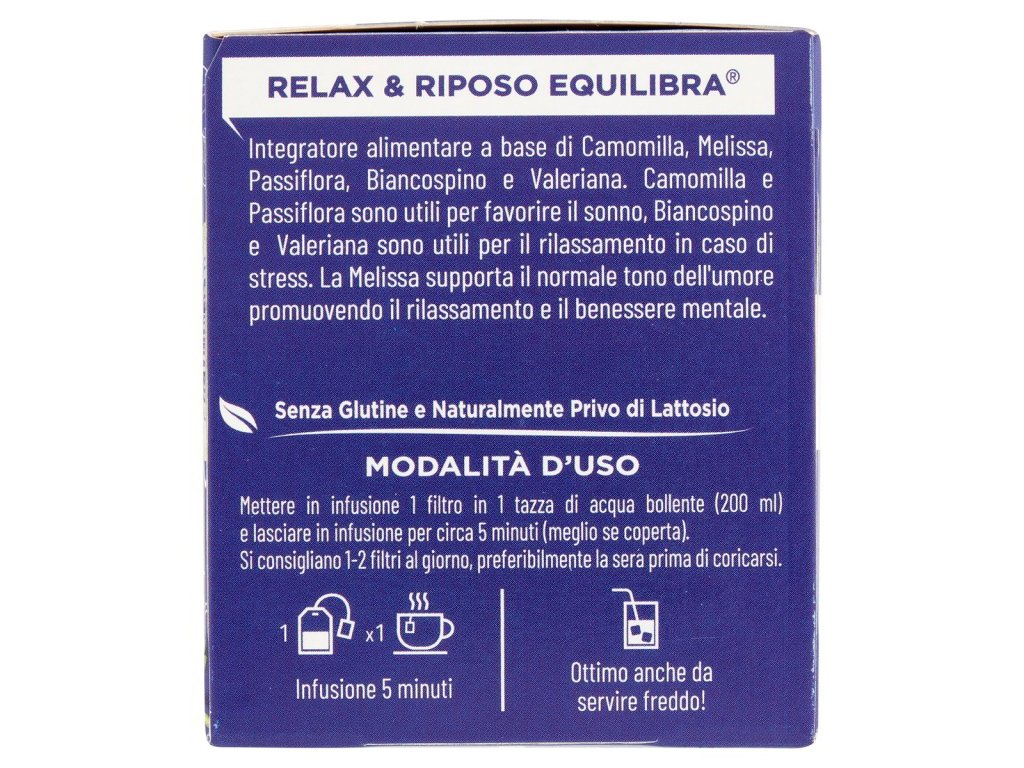 RELAX & RIPOSO EQUILIBRA®
Integratore alimentare a base di Camomilla, Melissa,
Passiflora, Biancospino e Valeriana. Camomilla e
Passiflora sono utili per favorire il sonno, Biancospino
e Valeriana sono utili per il rilassamento in caso di
stress. La Melissa supporta il normale tono dell'umore
promuovendo il rilassamento e il benessere mentale.
Senza Glutine e Naturalmente Privo di Lattosio
MODALITÀ D'USO
Mettere in infusione 1 filtro in 1 tazza di acqua bollente (200 ml)
e lasciare in infusione per circa 5 minuti (meglio se coperta).
Si consigliano 1-2 filtri al giorno, preferibilmente la sera prima di coricarsi.
1 x1
Infusione 5 minuti
Ottimo anche da
servire freddo!